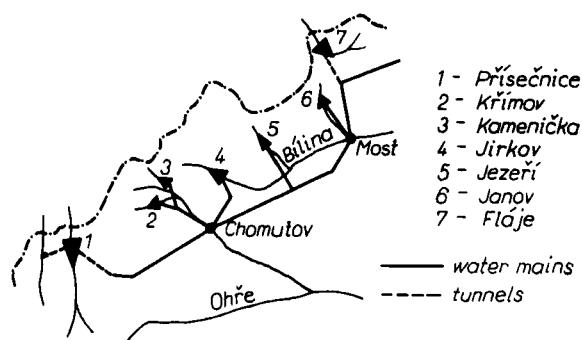 7
6
5
Bílina
Most
3
4
2
Chomutov
1
Ohře
1 - Přísečnice
2 - Křímov
3 - Kamenička
4 - Jirkov
5 - Jezeří
6 - Janov
7 - Fláje
water mains
tunnels